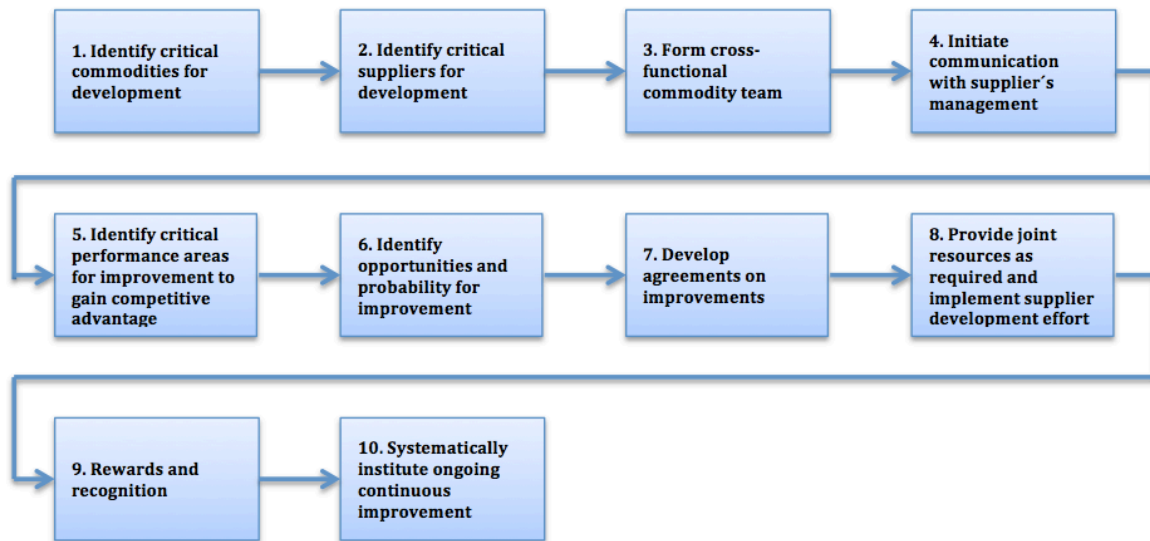 1. Identify critical
commodities for
development
2. Identify critical
suppliers for
development
3. Form cross-
functional
commodity team
4. Initiate
communication
with supplier´s
management
5. Identify critical
performance areas
for improvement to
gain competitive
advantage
6. Identify
opportunities and
probability for
improvement
7. Develop
agreements on
improvements
8. Provide joint
resources as
required and
implement supplier
development effort
9. Rewards and
recognition
10. Systematically
institute ongoing
continuous
improvement